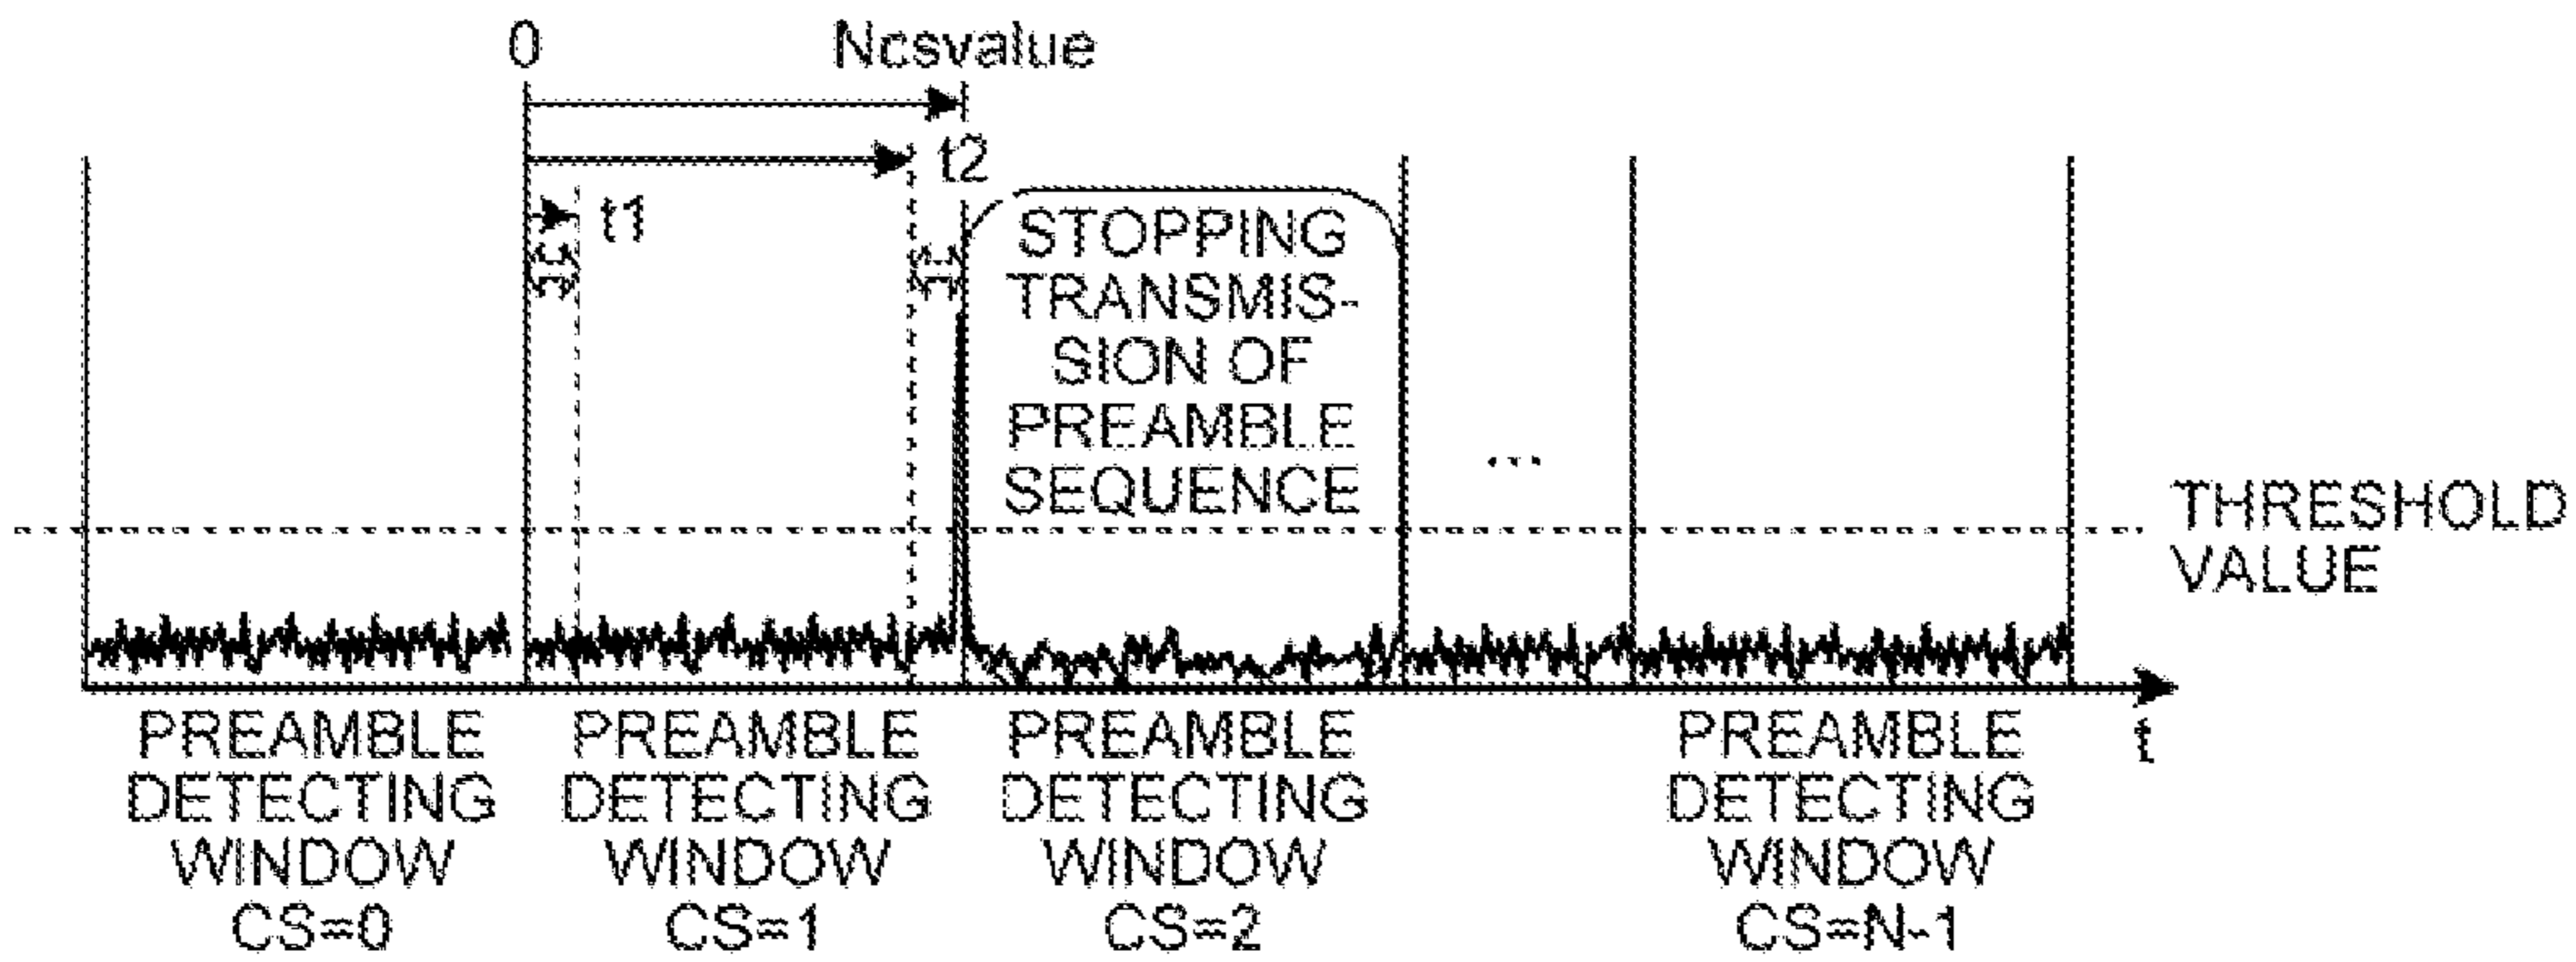 0
Ncsvalue
t2
t1
STOPPING
TRANSMIS-
SION OF
PREAMBLE
SEQUENCE
...
THRESHOLD
VALUE
t
PREAMBLE
DETECTING
WINDOW
CS=0
PREAMBLE
DETECTING
WINDOW
CS=1
PREAMBLE
DETECTING
WINDOW
CS=2
PREAMBLE
DETECTING
WINDOW
CS=N-1